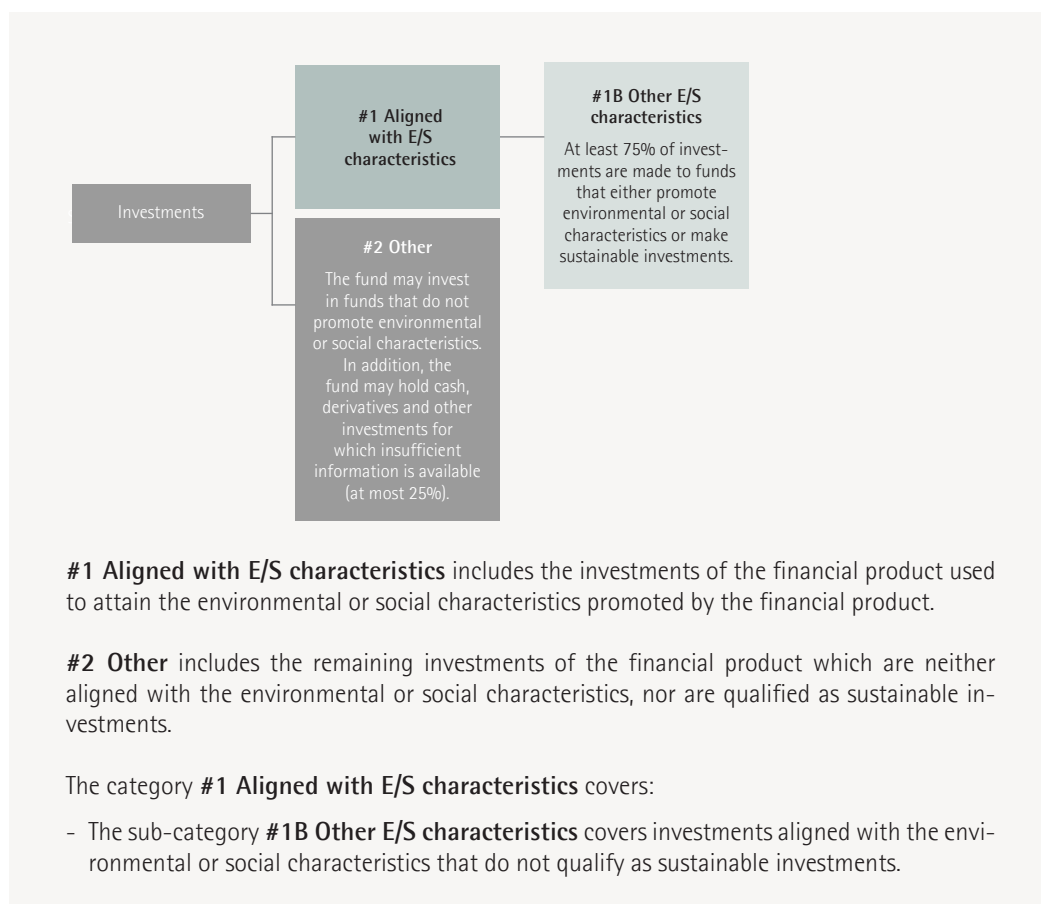 Investments
#1 Aligned
with E/S
characteristics
#1B Other E/S
characteristics
At least 75% of invest-
ments are made to funds
that either promote
environmental or social
characteristics or make
sustainable investments.
#2 Other
The fund may invest
in funds that do not
promote environmental
or social characteristics.
In addition, the
fund may hold cash,
derivatives and other
investments for
which insufficient
information is available
(at most 25%).
#1 Aligned with E/S characteristics includes the investments of the financial product used
to attain the environmental or social characteristics promoted by the financial product.
#2 Other includes the remaining investments of the financial product which are neither
aligned with the environmental or social characteristics, nor are qualified as sustainable in-
vestments.
The category #1 Aligned with E/S characteristics covers:
- The sub-category #1B Other E/S characteristics covers investments aligned with the envi-
ronmental or social characteristics that do not qualify as sustainable investments.